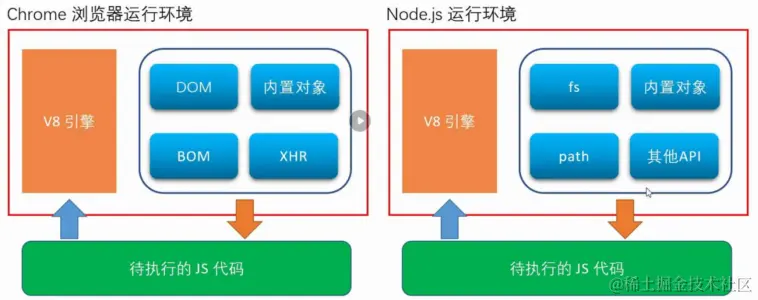 Chrome 浏览器运行环境
V8 引擎
DOM
内置对象
BOM
XHR
待执行的 JS 代码
Node.js 运行环境
V8 引擎
fs
内置对象
path
其他API
待执行的 JS 代码
@稀土掘金技术社区